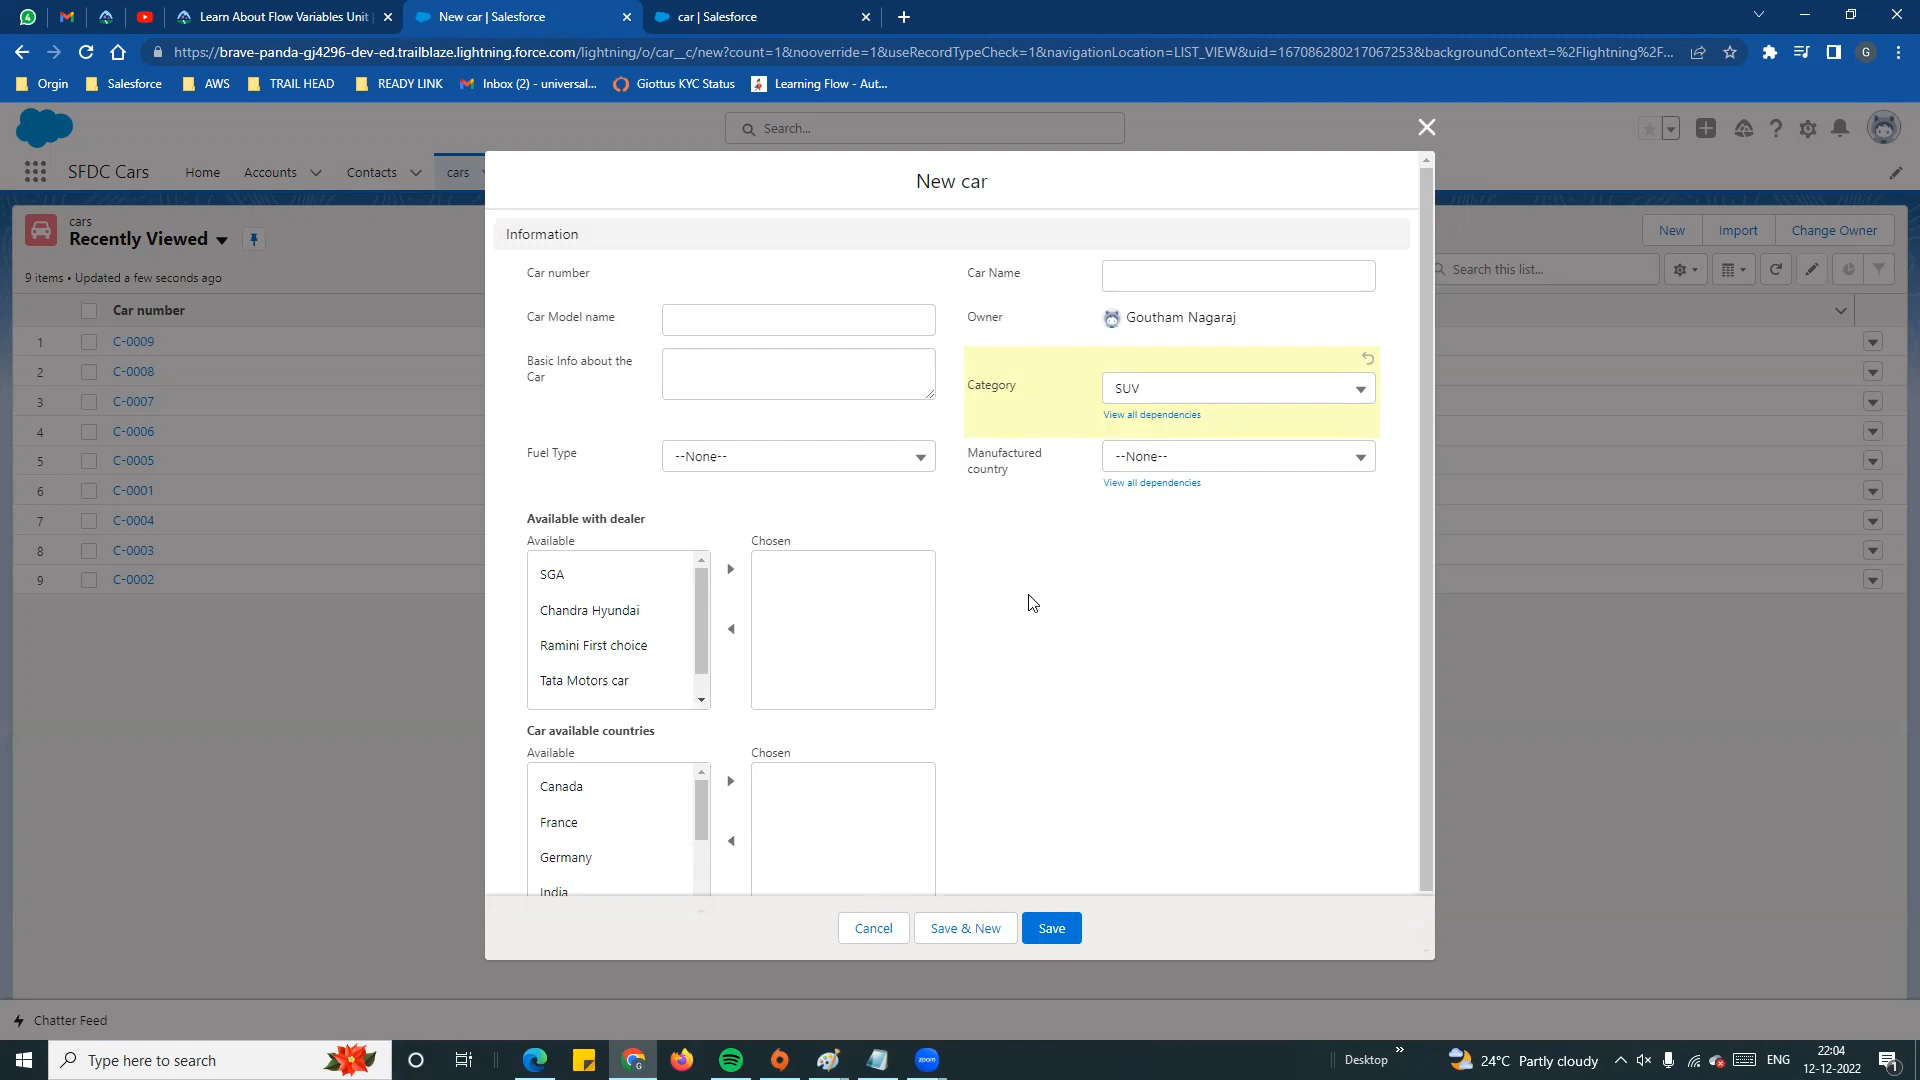 Learn About Flow Variables Unit
New car | Salesforce
car | Salesforce
https://brave-panda-gj4296-dev-ed.trailblaze.lightning.force.com/lightning/o/car__c/new?count=1&nooverride=1&useRecordTypeCheck=1&navigationLocation=LIST_VIEW&uid=167086280217067253&backgroundContext=%2Flightning%2Fr...
G
Orgin
Salesforce
AWS
TRAIL HEAD
READY LINK
Inbox (2) - universal...
Giottus KYC Status
Learning Flow - Aut...
Search...
SFDC Cars
Home
Accounts
Contacts
cars
New car
cars
Recently Viewed
New
Import
Change Owner
9 items • Updated a few seconds ago
Search this list...
Information
Car number
Car Name
Car number
1 C-0009
2 C-0008
3 C-0007
4 C-0006
5 C-0005
6 C-0001
7 C-0004
8 C-0003
9 C-0002
Car Model name
Owner
Goutham Nagaraj
Basic Info about the
Car
Category
SUV
View all dependencies
Fuel Type
--None--
Manufactured
country
--None--
View all dependencies
Available with dealer
Available
Chosen
SGA
Chandra Hyundai
Ramini First choice
Tata Motors car
Car available countries
Available
Chosen
Canada
France
Germany
India
Cancel
Save & New
Save
Chatter Feed
Type here to search
zoom
Desktop
24°C Partly cloudy
ENG
22:04
12-12-2022
1